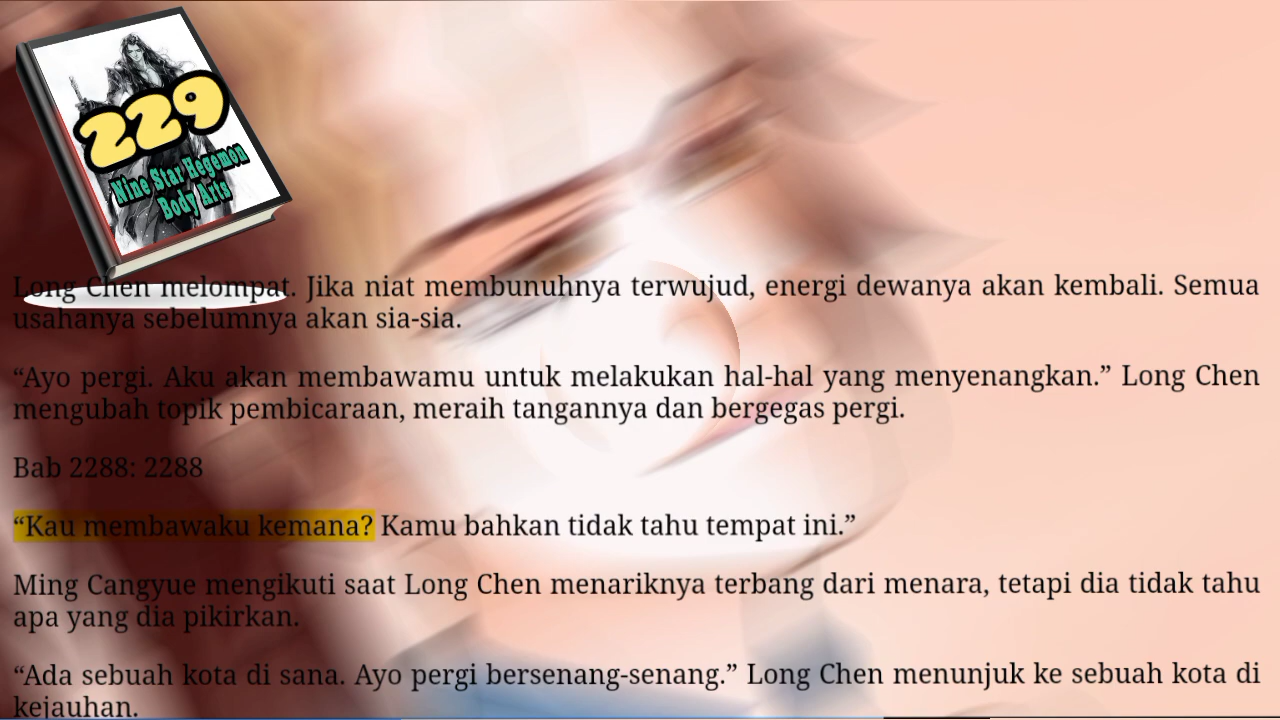 229
Nine Star Hegemon
Body Arts
Long Chen melompat. Jika niat membunuhnya terwujud, energi dewanya akan kembali. Semua
usahanya sebelumnya akan sia-sia.
“Ayo pergi. Aku akan membawamu untuk melakukan hal-hal yang menyenangkan.” Long Chen
mengubah topik pembicaraan, meraih tangannya dan bergegas pergi.
Bab 2288: 2288
“Kau membawaku kemana? Kamu bahkan tidak tahu tempat ini.”
Ming Cangyue mengikuti saat Long Chen menariknya terbang dari menara, tetapi dia tidak tahu
apa yang dia pikirkan.
“Ada sebuah kota di sana. Ayo pergi bersenang-senang.” Long Chen menunjuk ke sebuah kota di
kejauhan.